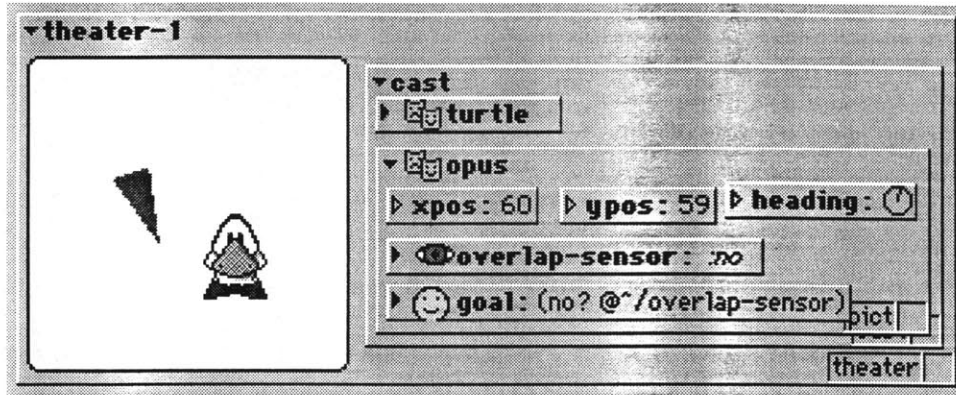 theater-1
cast
turtle
opus
xpos: 60 ypos: 59 heading:
overlap-sensor: no
goal: (no? @^/overlap-sensor)
pict
theater